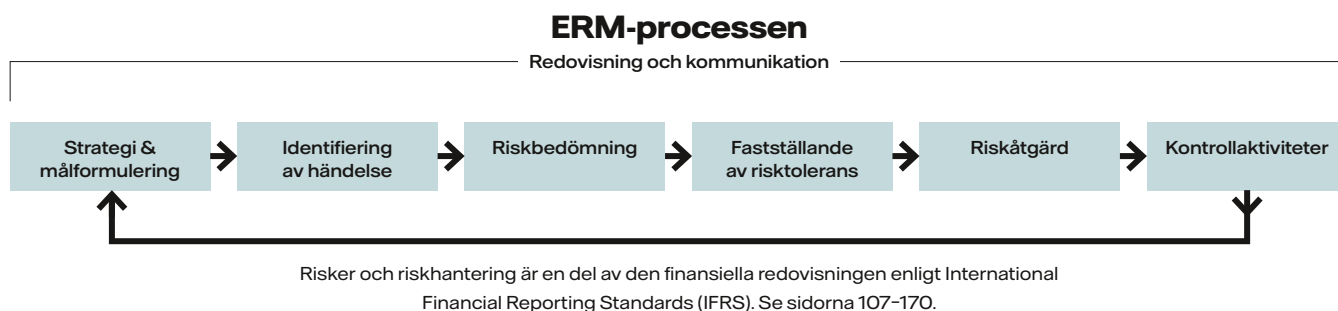 ERM-processen
Redovisning och kommunikation
Strategi &
målformulering
Identifiering
av händelse
Riskbedömning
Fastställande
av risktolerans
Riskåtgärd
Kontrollaktiviteter
Risker och riskhantering är en del av den finansiella redovisningen enligt International
Financial Reporting Standards (IFRS). Se sidorna 107–170.